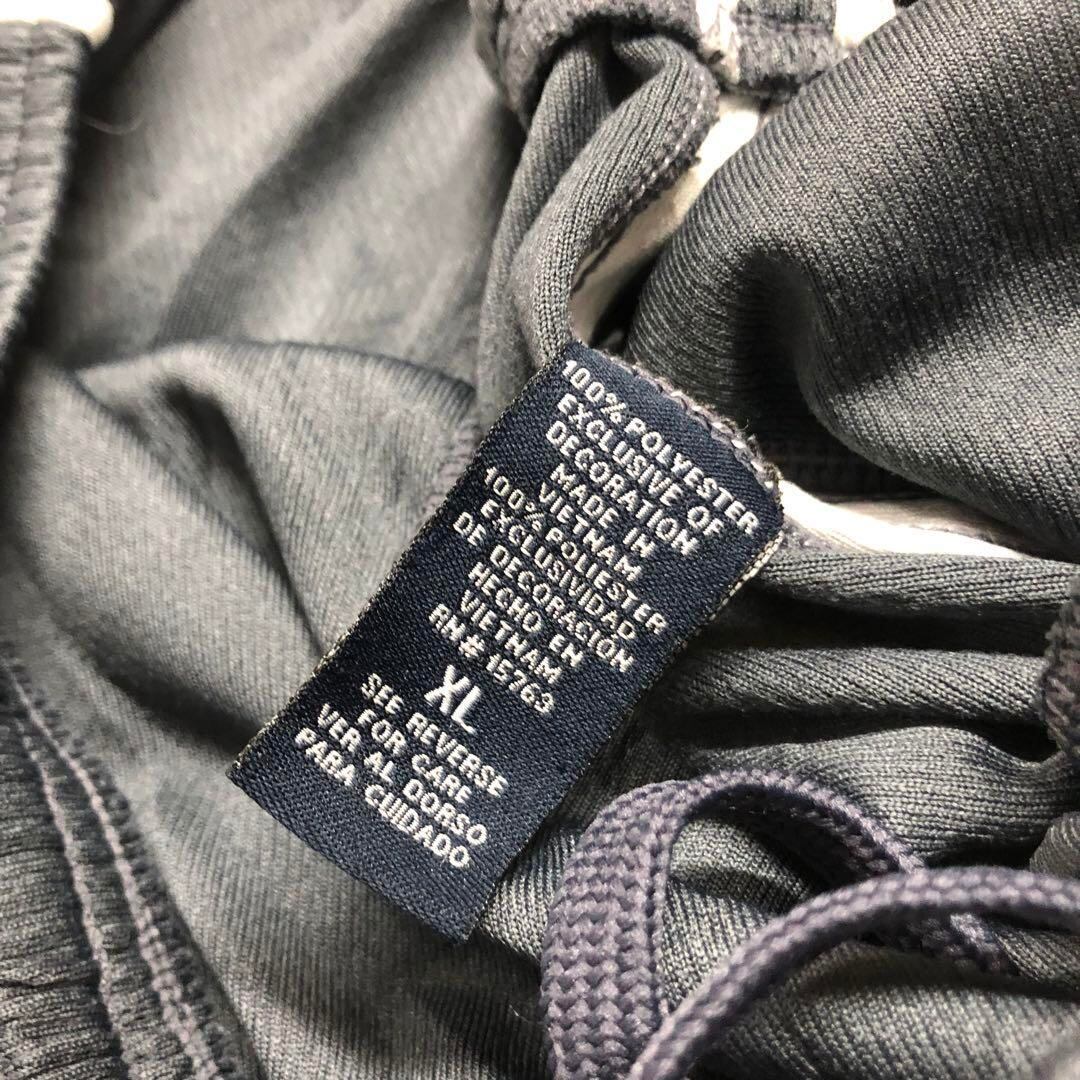 100% POLYESTER
EXCLUSIVE OF
DECORATION
MADE IN
VIETNAM
100% POLIESTER
EXCLUSIVIDAD
DE DECORACION
HECHO EN
VIETNAM
RN# 15763
XL
SEE REVERSE
FOR CARE
VER AL DORSO
PARA CUIDADO